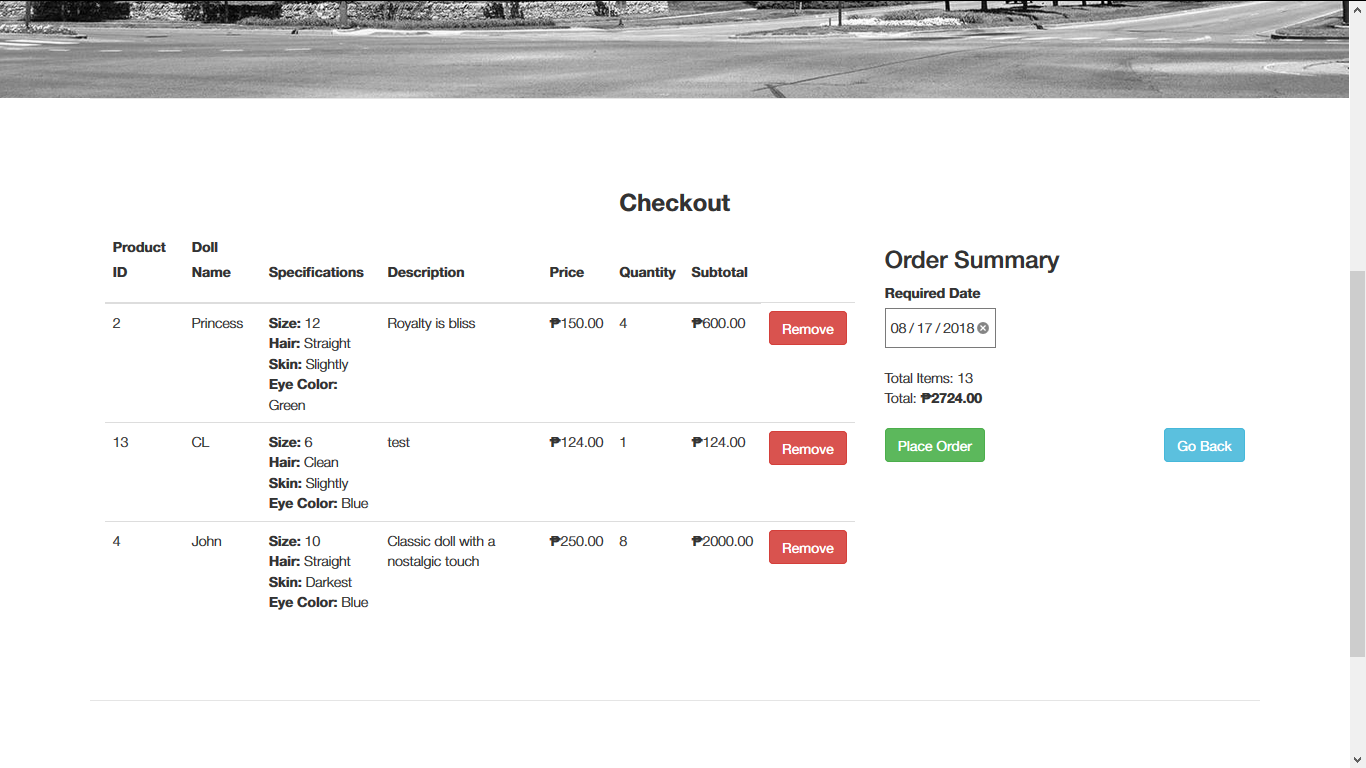 Checkout
Product ID Doll Name Specifications Description Price Quantity Subtotal
2 Princess Size: 12 Royalty is bliss ₱150.00 4 ₱600.00 Remove
Hair: Straight
Skin: Slightly
Eye Color:
Green
13 CL Size: 6 test ₱124.00 1 ₱124.00 Remove
Hair: Clean
Skin: Slightly
Eye Color: Blue
4 John Size: 10 Classic doll with a ₱250.00 8 ₱2000.00 Remove
Hair: Straight nostalgic touch
Skin: Darkest
Eye Color: Blue
Order Summary
Required Date
08 / 17 / 2018
Total Items: 13
Total: ₱2724.00
Place Order Go Back